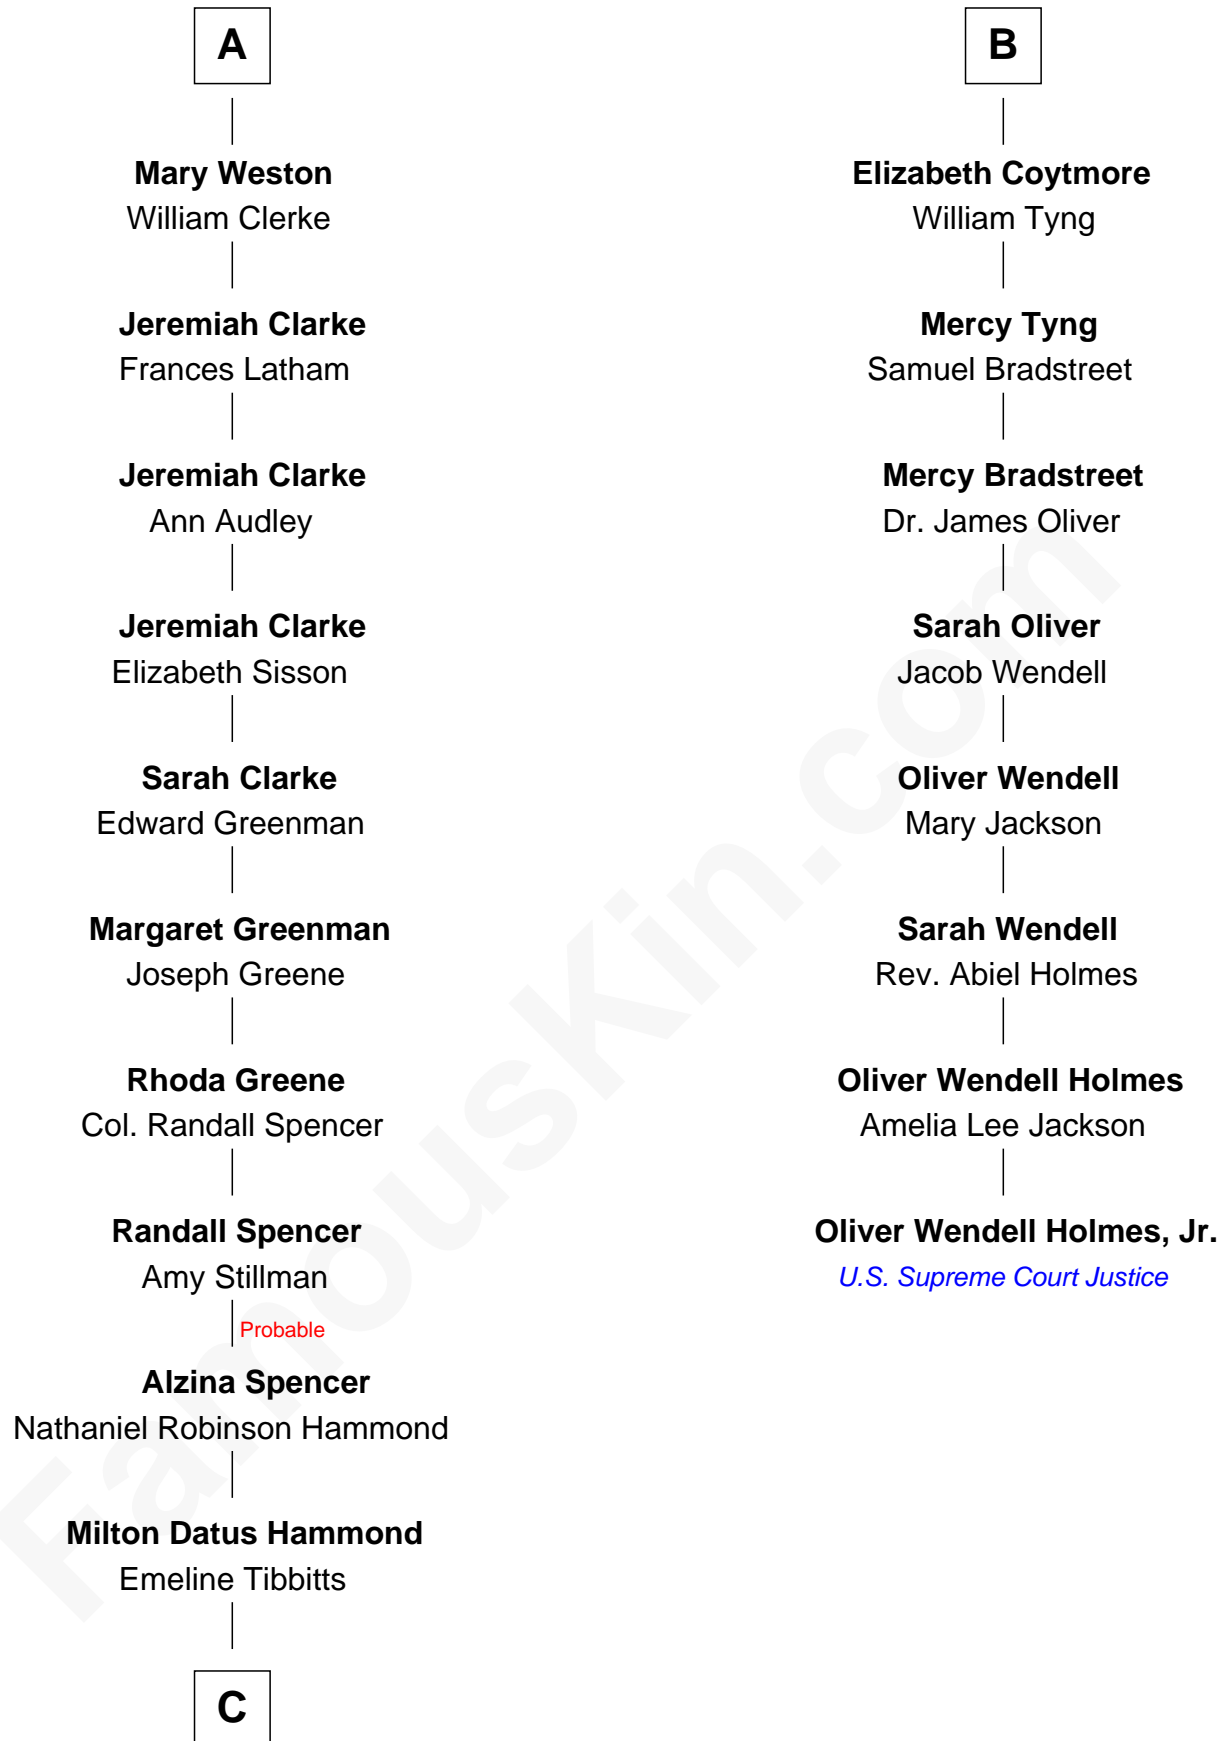 A
Mary Weston
William Clerke
Jeremiah Clarke
Frances Latham
Jeremiah Clarke
Ann Audley
Jeremiah Clarke
Elizabeth Sisson
Sarah Clarke
Edward Greenman
Margaret Greenman
Joseph Greene
Rhoda Greene
Col. Randall Spencer
Randall Spencer
Amy Stillman
Probable
Alzina Spencer
Nathaniel Robinson Hammond
Milton Datus Hammond
Emeline Tibbitts
C
B
Elizabeth Coytmore
William Tyng
Mercy Tyng
Samuel Bradstreet
Mercy Bradstreet
Dr. James Oliver
Sarah Oliver
Jacob Wendell
Oliver Wendell
Mary Jackson
Sarah Wendell
Rev. Abiel Holmes
Oliver Wendell Holmes
Amelia Lee Jackson
Oliver Wendell Holmes, Jr.
U.S. Supreme Court Justice
FamousKin.com